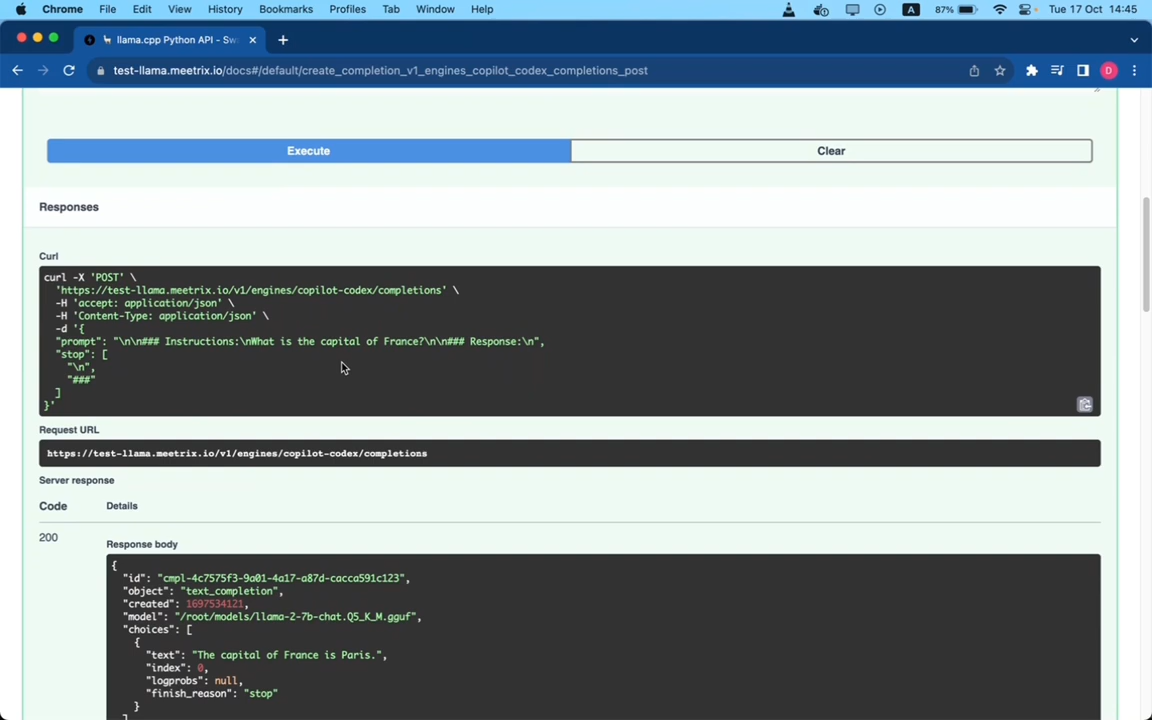 Chrome File Edit View History Bookmarks Profiles Tab Window Help A 87% Tue 17 Oct 14:45
llama.cpp Python API - Sw
test-llama.meetrix.io/docs#/default/create_completion_v1_engines_copilot_codex_completions_post D
Execute Clear
Responses
Curl
curl -X 'POST' \
'https://test-llama.meetrix.io/v1/engines/copilot-codex/completions' \
-H 'accept: application/json' \
-H 'Content-Type: application/json' \
-d '{
"prompt": "\n\n### Instructions:\nWhat is the capital of France?\n\n### Response:\n",
"stop": [
"\n",
"###"
]
}'
Request URL
https://test-llama.meetrix.io/v1/engines/copilot-codex/completions
Server response
Code Details
200
Response body
{
"id": "cmpl-4c7575f3-9a01-4a17-a87d-cacca591c123",
"object": "text_completion",
"created": 1697534121,
"model": "/root/models/llama-2-7b-chat.Q5_K_M.gguf",
"choices": [
{
"text": "The capital of France is Paris.",
"index": 0,
"logprobs": null,
"finish_reason": "stop"
}
]